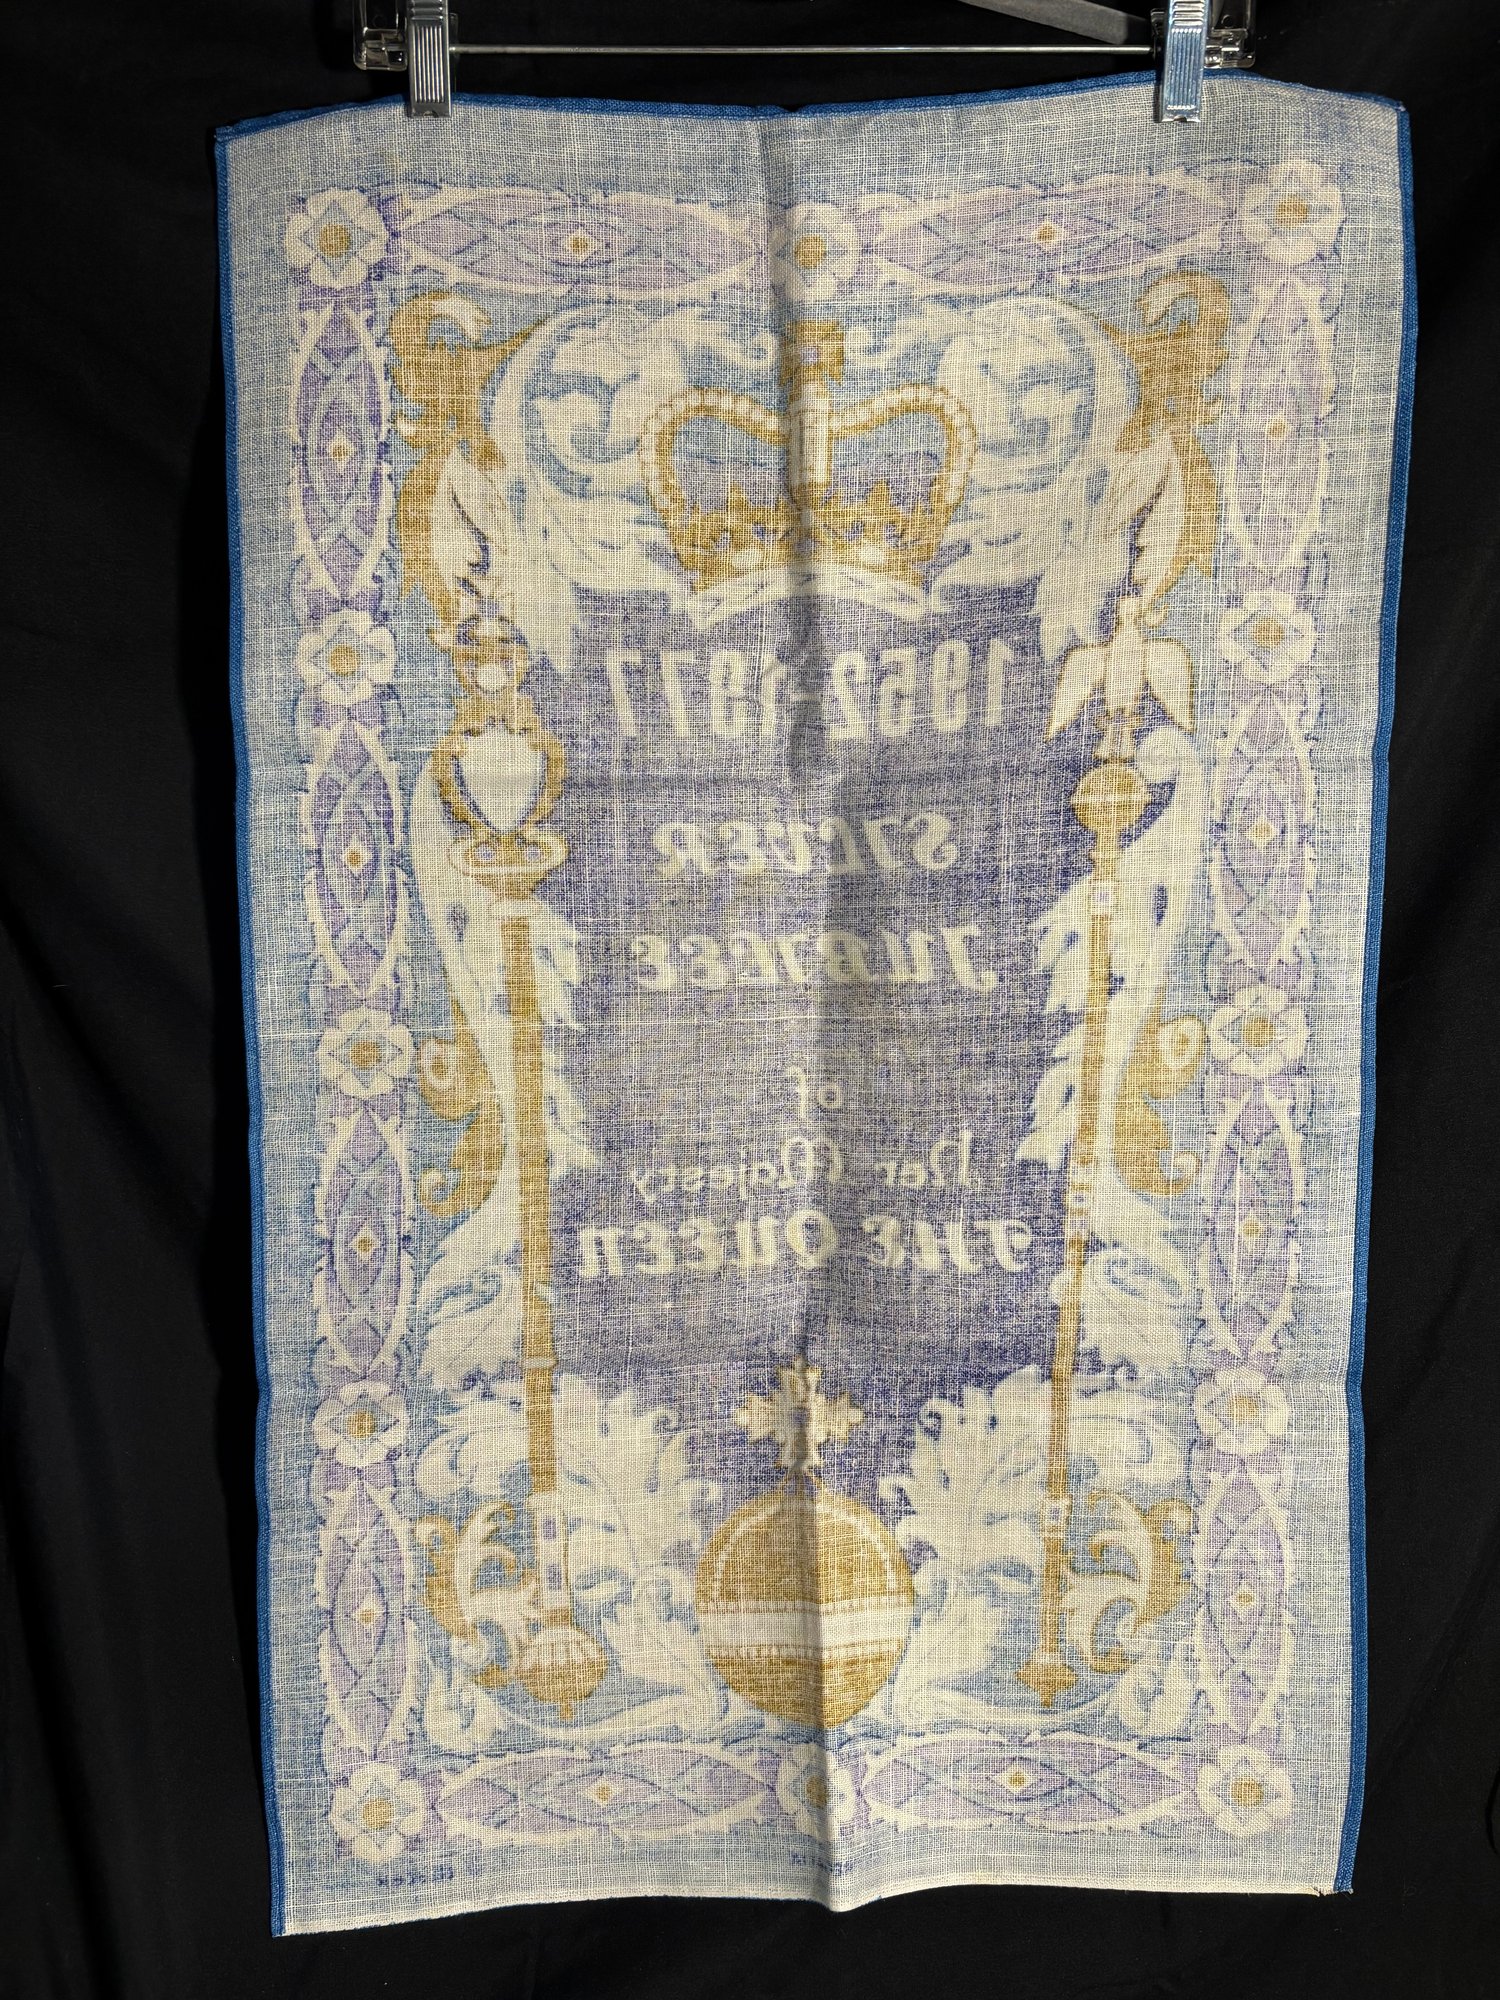 1952-1977
SILVER
JUBILEE
of
Her Majesty
THE QUEEN